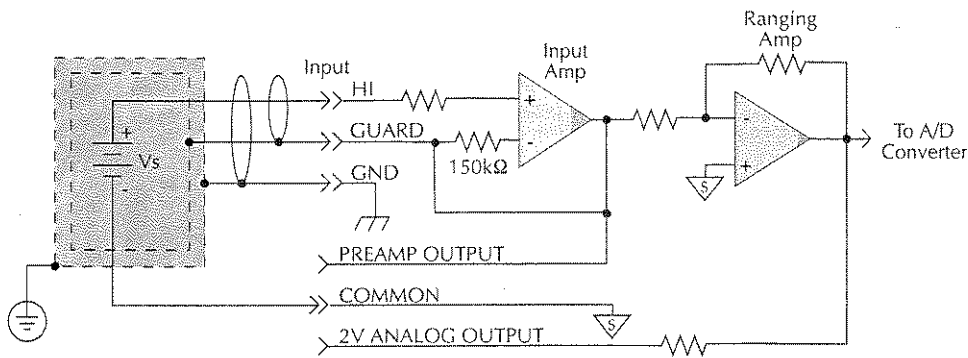 Ranging
Amp
Input
Amp
Input
HI
+
-
To A/D
Converter
GUARD
150kΩ
+
Vs
-
-
+
S
GND
PREAMP OUTPUT
COMMON
S
2V ANALOG OUTPUT